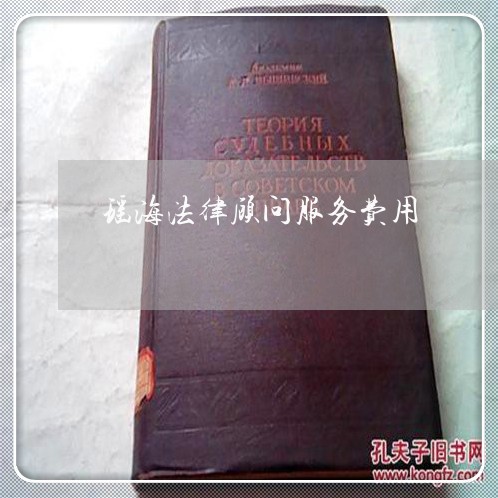 Академик
А. Я. ВЫШИНСКИЙ
ТЕОРИЯ
СУДЕБНЫХ
ДОКАЗАТЕЛЬСТВ
В СОВЕТСКОМ
瑶海法律顾问服务费用
孔夫子旧书网
kongfz.com